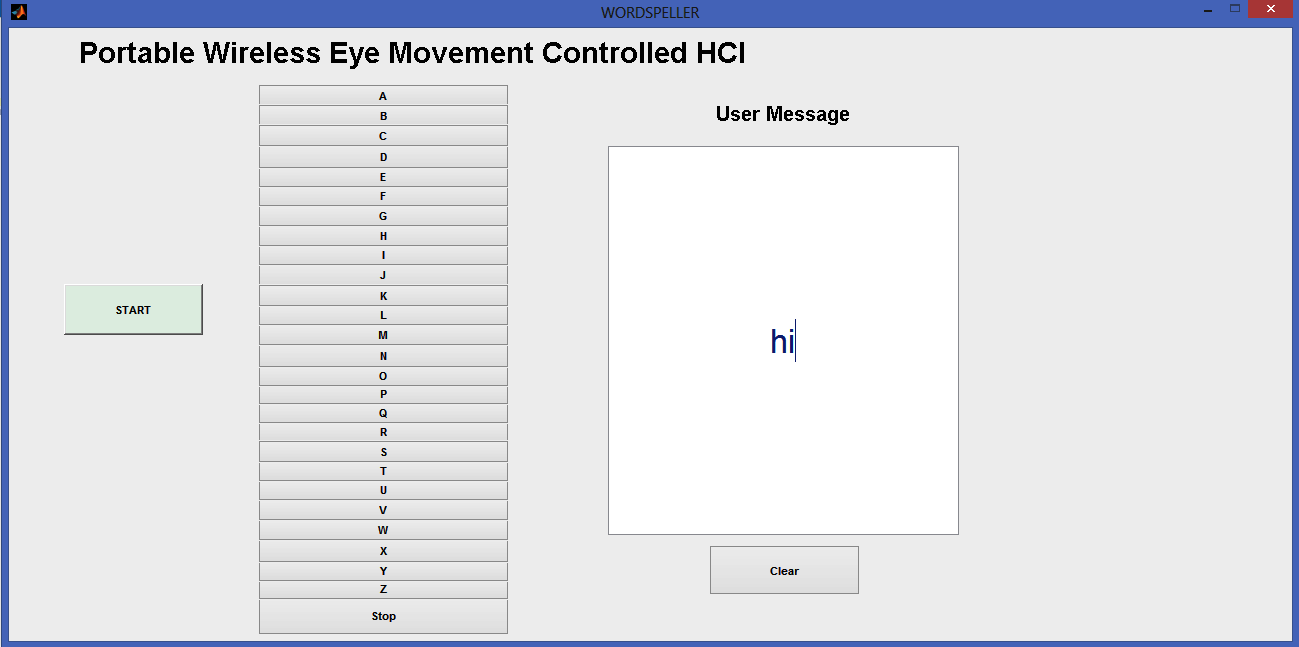 WORDSPELLER
Portable Wireless Eye Movement Controlled HCI
START
A
B
C
D
E
F
G
H
I
J
K
L
M
N
O
P
Q
R
S
T
U
V
W
X
Y
Z
Stop
User Message
hi
Clear